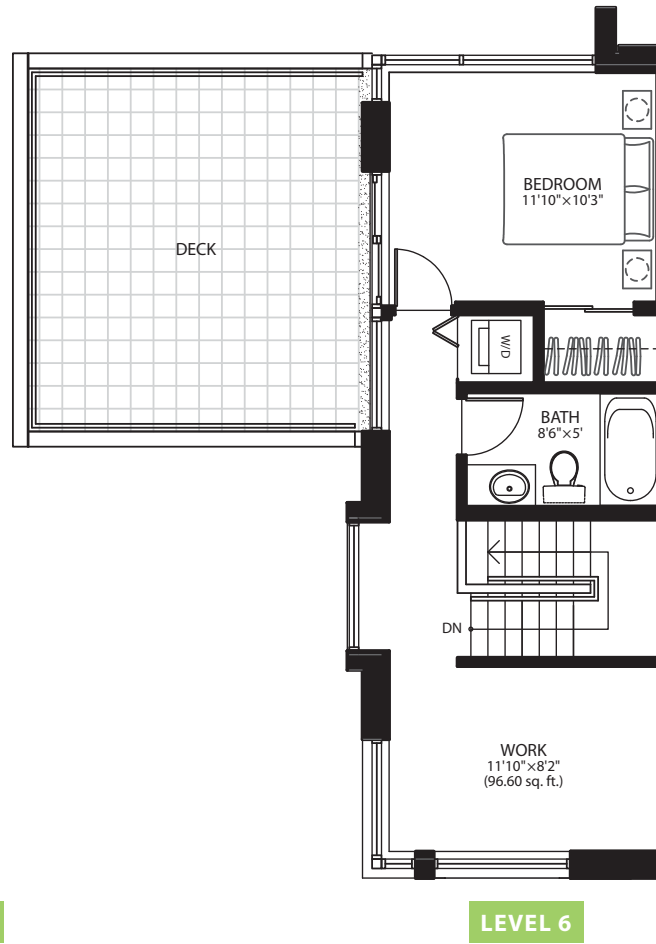 BEDROOM
11'10"×10'3"
DECK
W/D
BATH
8'6"×5'
DN
WORK
11'10"×8'2"
(96.60 sq. ft.)
LEVEL 6